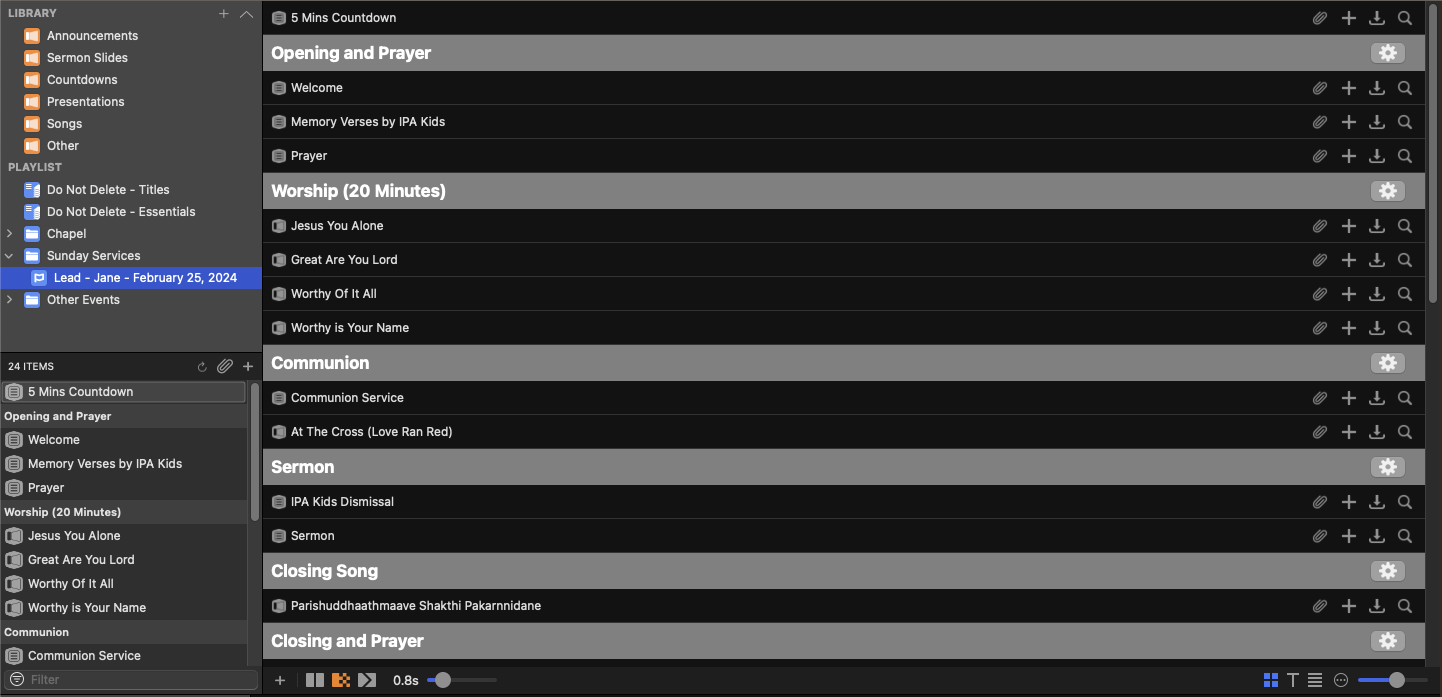 LIBRARY
Announcements
Sermon Slides
Countdowns
Presentations
Songs
Other
PLAYLIST
Do Not Delete - Titles
Do Not Delete - Essentials
Chapel
Sunday Services
Lead - Jane - February 25, 2024
Other Events
24 ITEMS
5 Mins Countdown
Opening and Prayer
Welcome
Memory Verses by IPA Kids
Prayer
Worship (20 Minutes)
Jesus You Alone
Great Are You Lord
Worthy Of It All
Worthy is Your Name
Communion
Communion Service
Filter
5 Mins Countdown
Opening and Prayer
Welcome
Memory Verses by IPA Kids
Prayer
Worship (20 Minutes)
Jesus You Alone
Great Are You Lord
Worthy Of It All
Worthy is Your Name
Communion
Communion Service
At The Cross (Love Ran Red)
Sermon
IPA Kids Dismissal
Sermon
Closing Song
Parishuddhaathmaave Shakthi Pakarnnidane
Closing and Prayer
0.8s